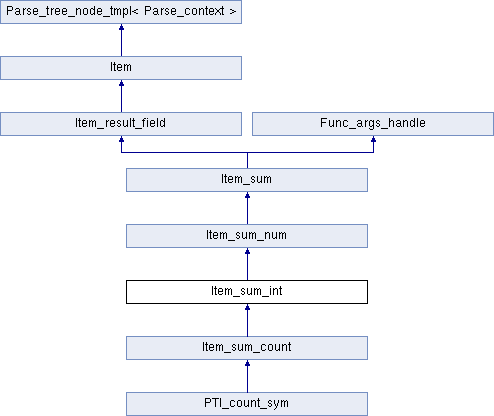 Parse_tree_node_tmpl< Parse_context >
Item
Item_result_field
Func_args_handle
Item_sum
Item_sum_num
Item_sum_int
Item_sum_count
PTI_count_sym